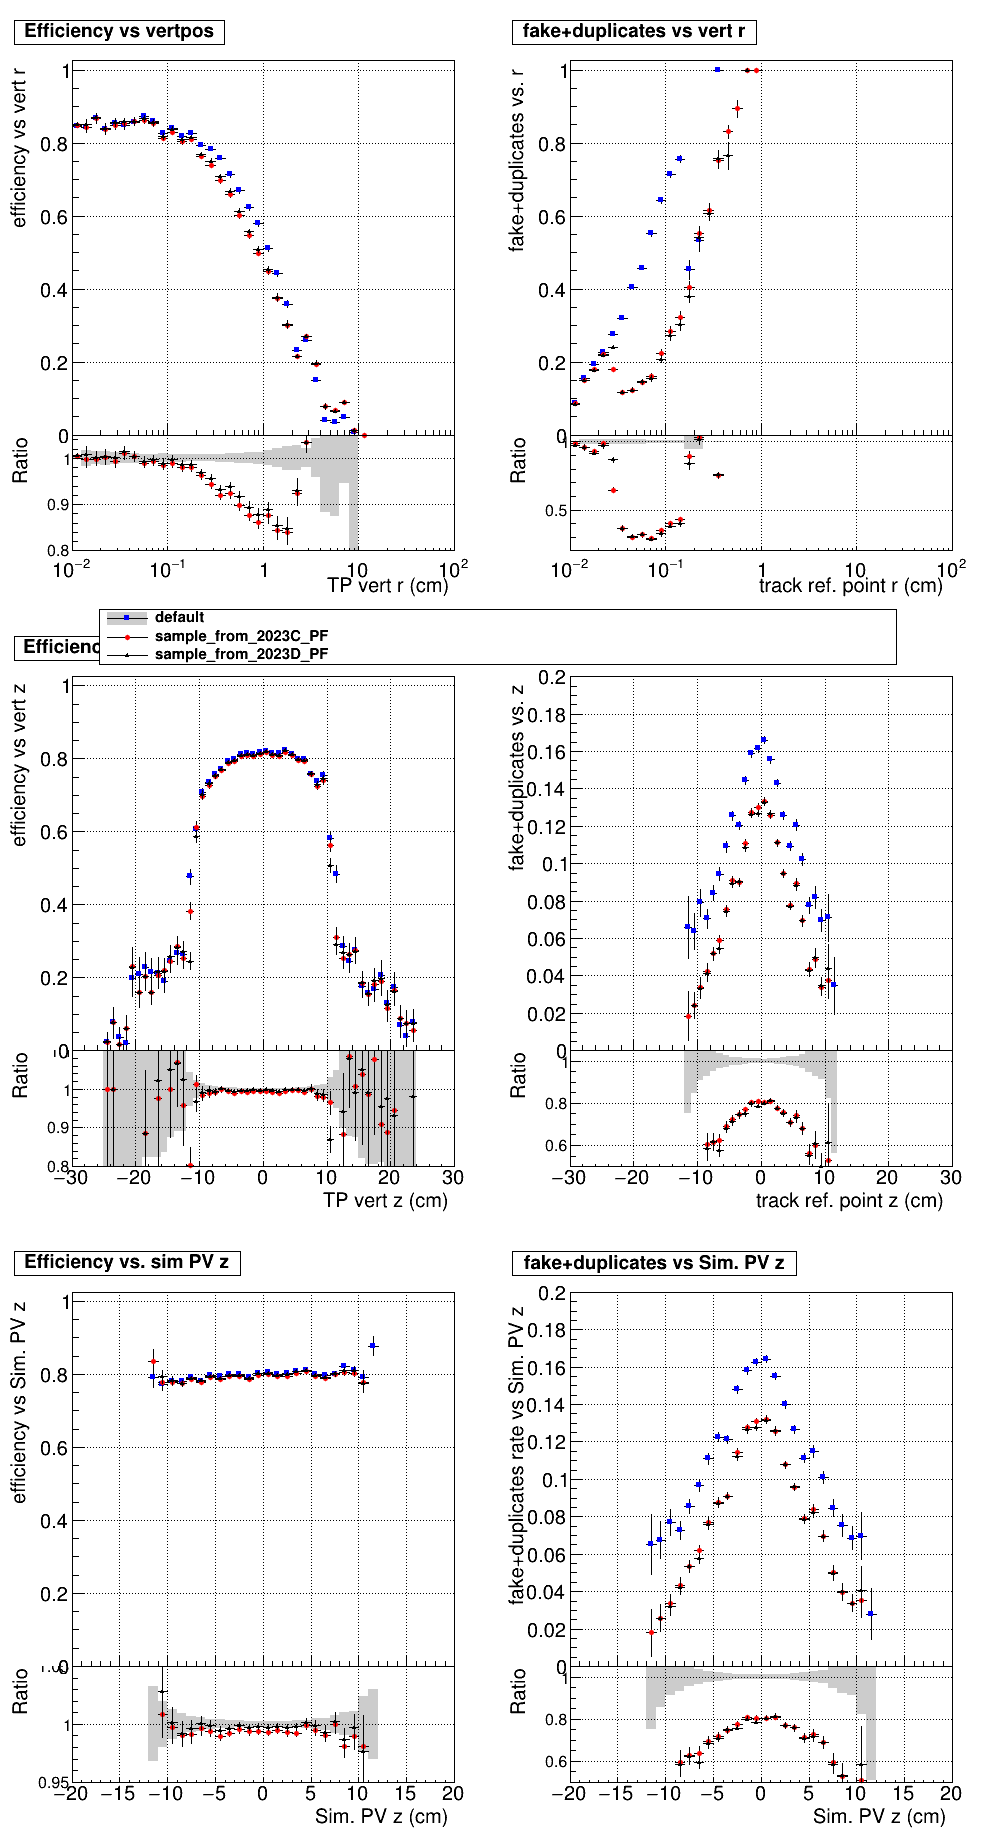 Efficiency vs vertpos
fake+duplicates vs vert r
efficiency vs vert r
1
0.8
0.6
0.4
0.2
0
Ratio
1
0.9
0.8
10−2 10−1 1 10 102
TP vert r (cm)
fake+duplicates vs. r
1
0.8
0.6
0.4
0.2
0
Ratio
0.5
10−2 10−1 1 10 102
track ref. point r (cm)
default
sample_from_2023C_PF
sample_from_2023D_PF
efficiency vs vert z
1
0.8
0.6
0.4
0.2
0
Ratio
1
0.9
0.8
−30 −20 −10 0 10 20 30
TP vert z (cm)
fake+duplicates vs. z
0.2
0.18
0.16
0.14
0.12
0.1
0.08
0.06
0.04
0.02
0
Ratio
1
0.8
0.6
−30 −20 −10 0 10 20 30
track ref. point z (cm)
Efficiency vs. sim PV z
fake+duplicates vs Sim. PV z
efficiency vs Sim. PV z
1
0.8
0.6
0.4
0.2
0
Ratio
1
0.95
−20 −15 −10 −5 0 5 10 15 20
Sim. PV z (cm)
fake+duplicates rate vs Sim. PV z
0.2
0.18
0.16
0.14
0.12
0.1
0.08
0.06
0.04
0.02
0
Ratio
1
0.8
0.6
−20 −15 −10 −5 0 5 10 15 20
Sim. PV z (cm)